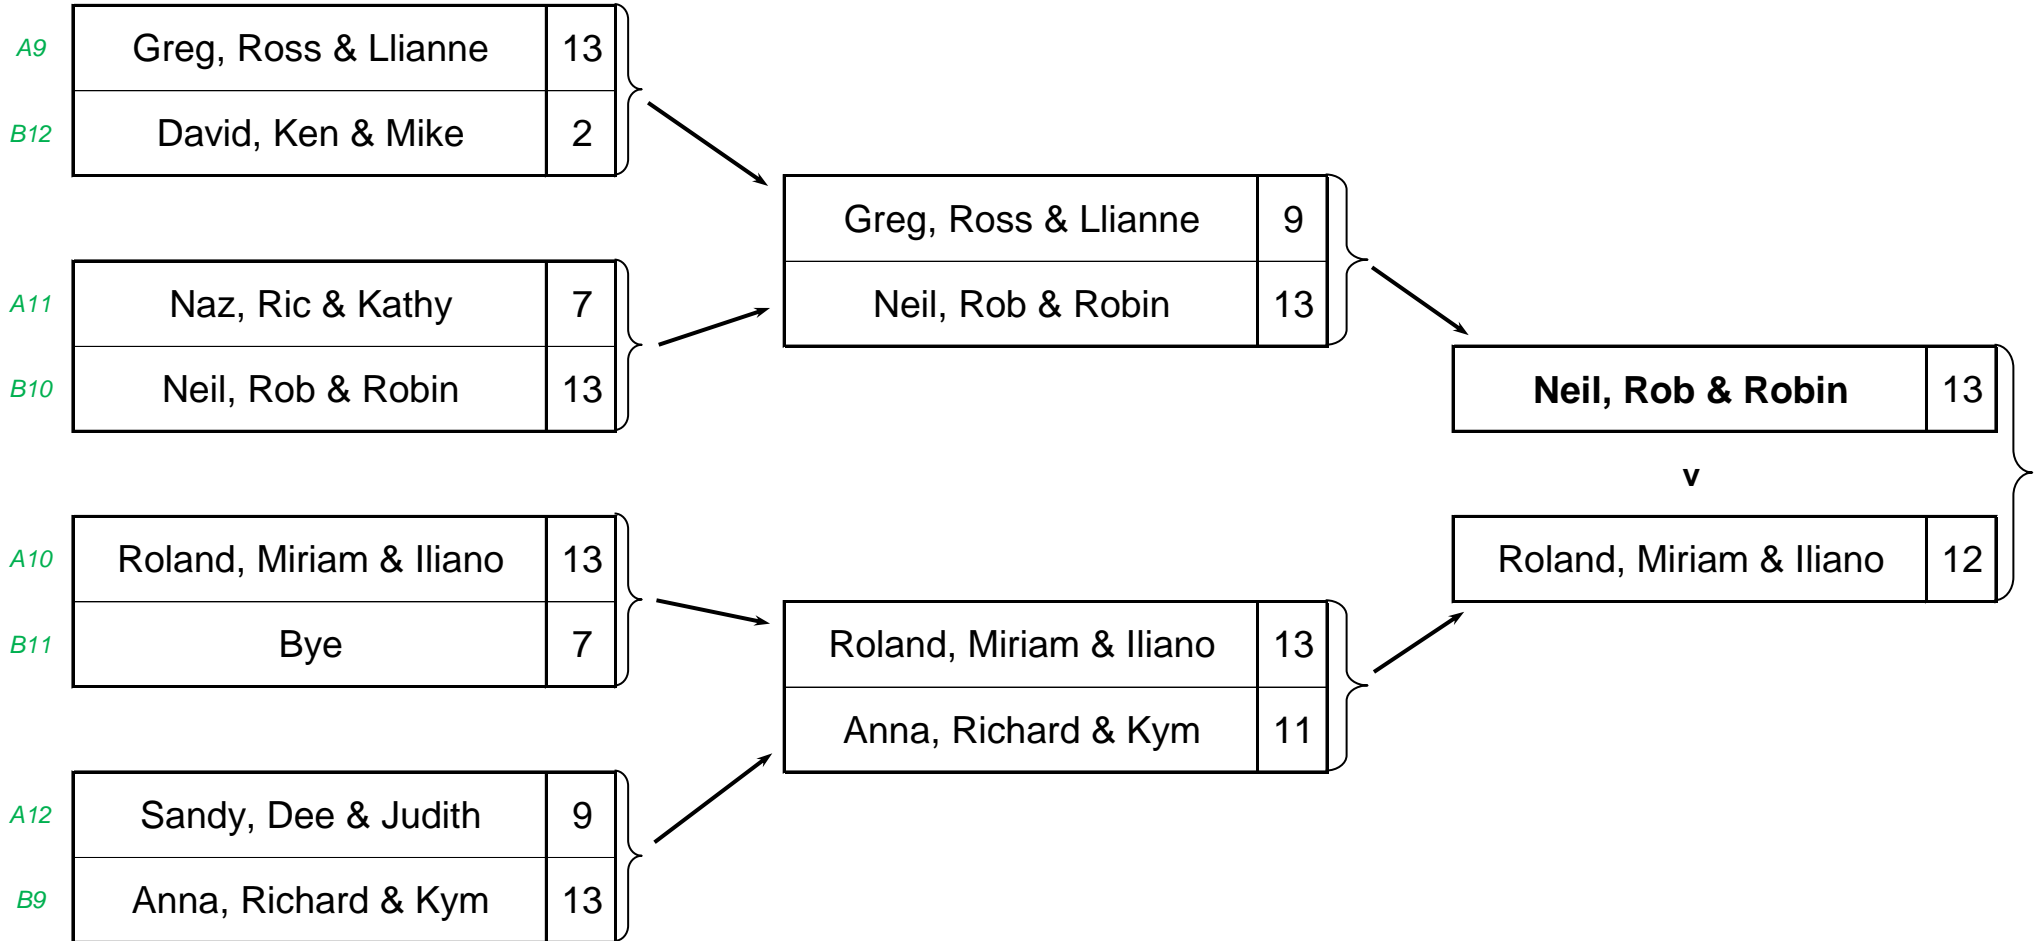 A9 Greg, Ross & Llianne 13
B12 David, Ken & Mike 2
A11 Naz, Ric & Kathy 7
B10 Neil, Rob & Robin 13
A10 Roland, Miriam & Iliano 13
B11 Bye 7
A12 Sandy, Dee & Judith 9
B9 Anna, Richard & Kym 13
Greg, Ross & Llianne 9
Neil, Rob & Robin 13
Roland, Miriam & Iliano 13
Anna, Richard & Kym 11
Neil, Rob & Robin 13
v
Roland, Miriam & Iliano 12